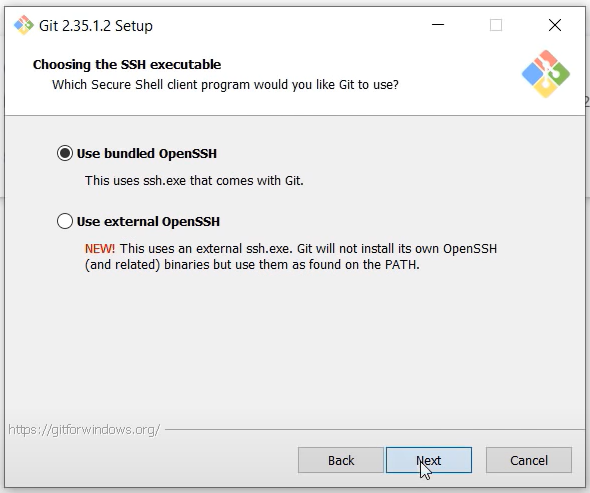 Git 2.35.1.2 Setup
Choosing the SSH executable
Which Secure Shell client program would you like Git to use?
Use bundled OpenSSH
This uses ssh.exe that comes with Git.
Use external OpenSSH
NEW! This uses an external ssh.exe. Git will not install its own OpenSSH
(and related) binaries but use them as found on the PATH.
https://gitforwindows.org/
Back
Next
Cancel